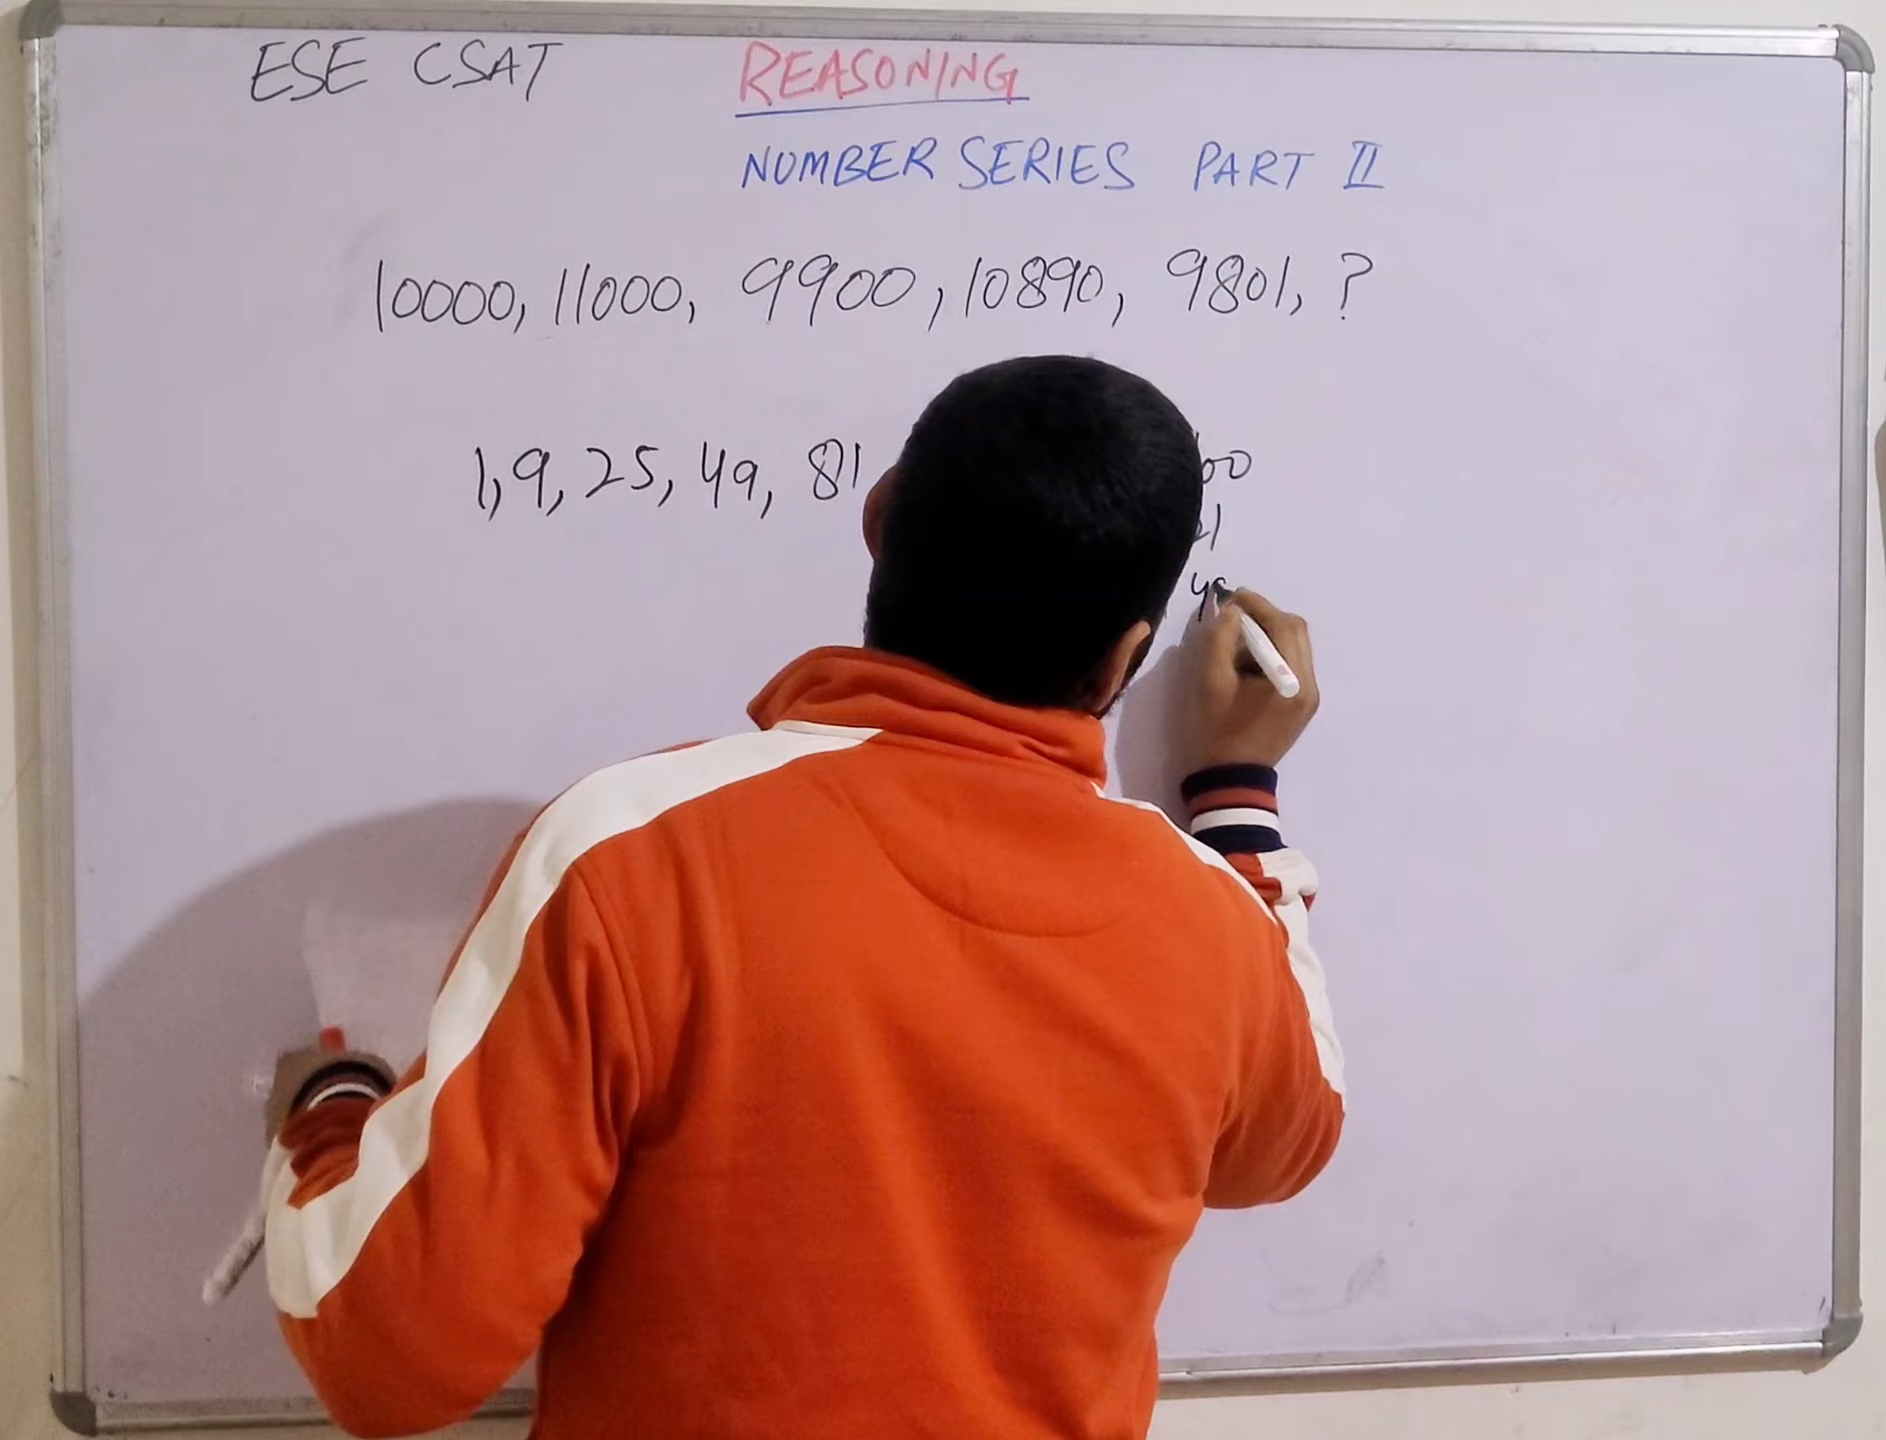 ESE CSAT REASONING
NUMBER SERIES PART II
10000, 11000, 9900, 10890, 9801, ?
1, 9, 25, 49, 81